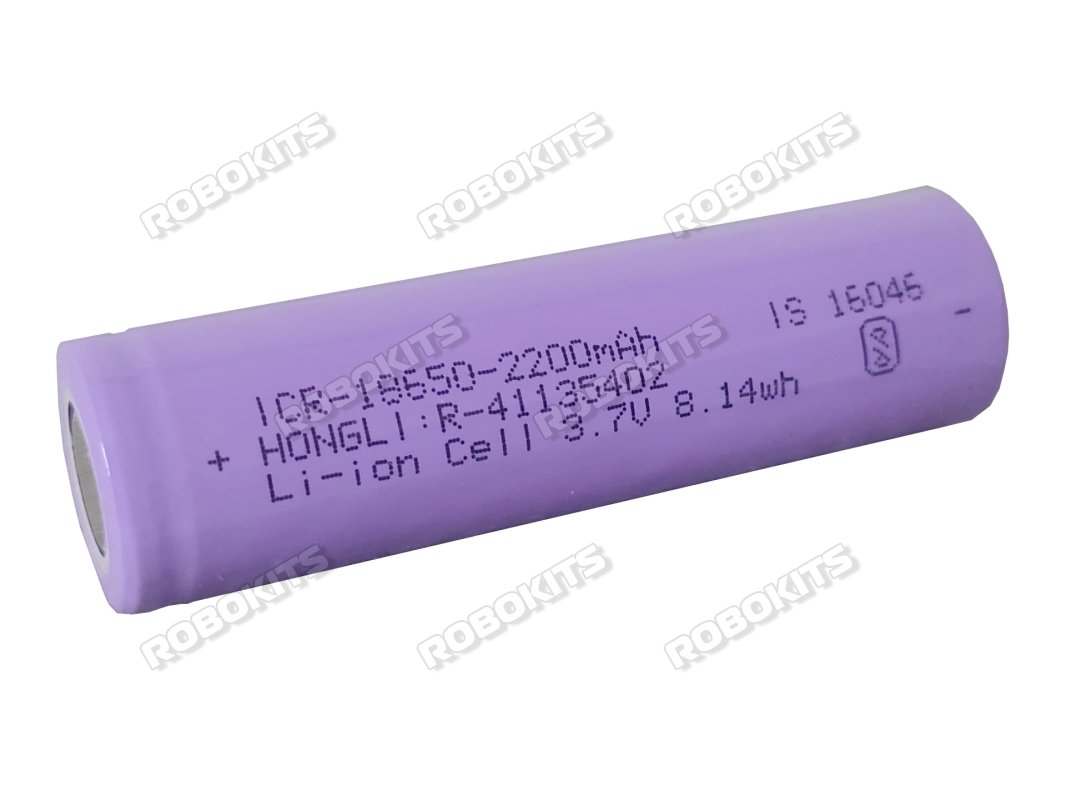 ROBOKITS ROBOKITS ROBOKITS
IS 16046
ICR-18650-2200mAh
+ HONGLI:R-41135402 -
Li-ion Cell 3.7V 8.14wh
ROBOKITS ROBOKITS
ROBOKITS ROBOKITS ROBOKITS